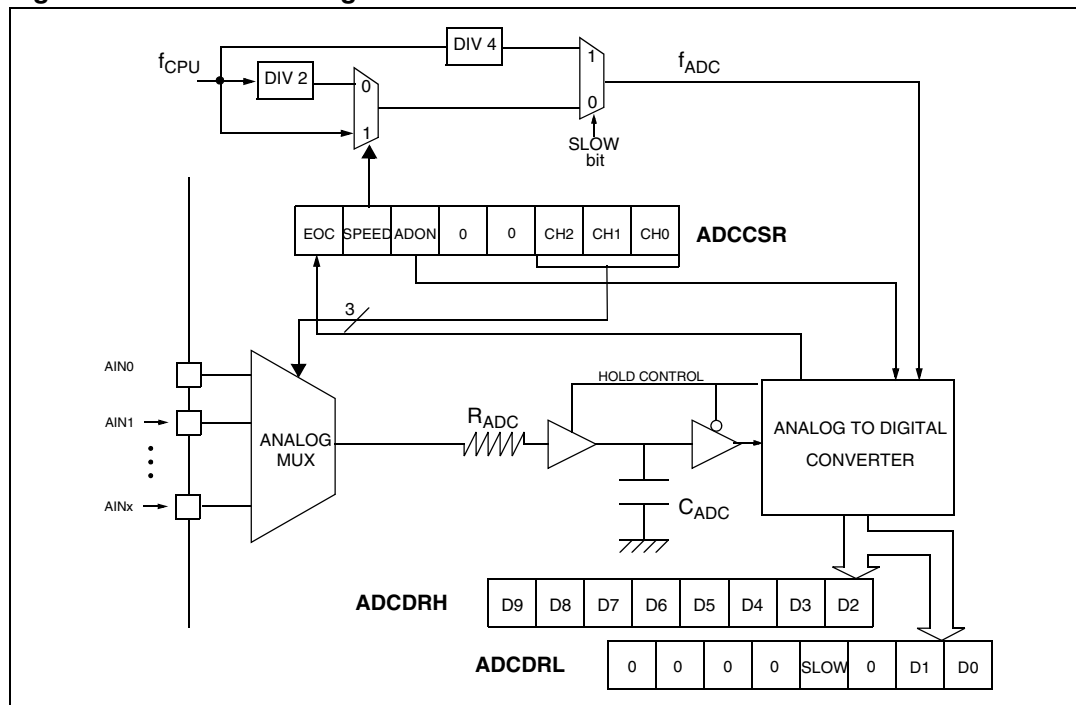 DIV 4
fCPU
DIV 2
0
1
1
0
fADC
SLOW
bit
EOC SPEED ADON 0 0 CH2 CH1 CH0
ADCCSR
3
AIN0
AIN1
AINx
ANALOG
MUX
RADC
HOLD CONTROL
CADC
ANALOG TO DIGITAL
CONVERTER
ADCDRH
D9 D8 D7 D6 D5 D4 D3 D2
ADCDRL
0 0 0 0 SLOW 0 D1 D0